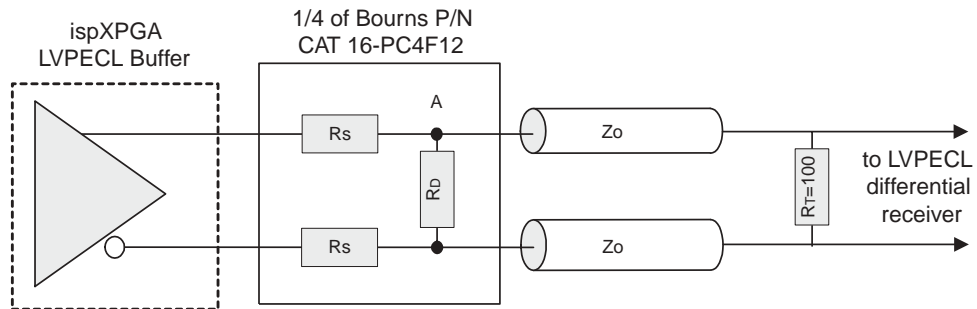 ispXPGA
LVPECL Buffer
1/4 of Bourns P/N
CAT 16-PC4F12
A
Rs
RD
Rs
Zo
Zo
RT=100
to LVPECL
differential
receiver